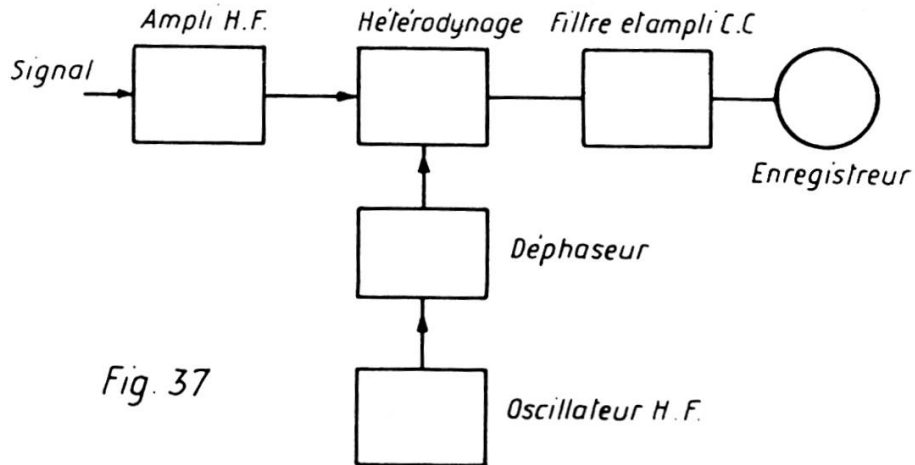 Ampli H.F.
Hétérodynage
Filtre et ampli C.C
Signal
Enregistreur
Déphaseur
Fig. 37
Oscillateur H.F.